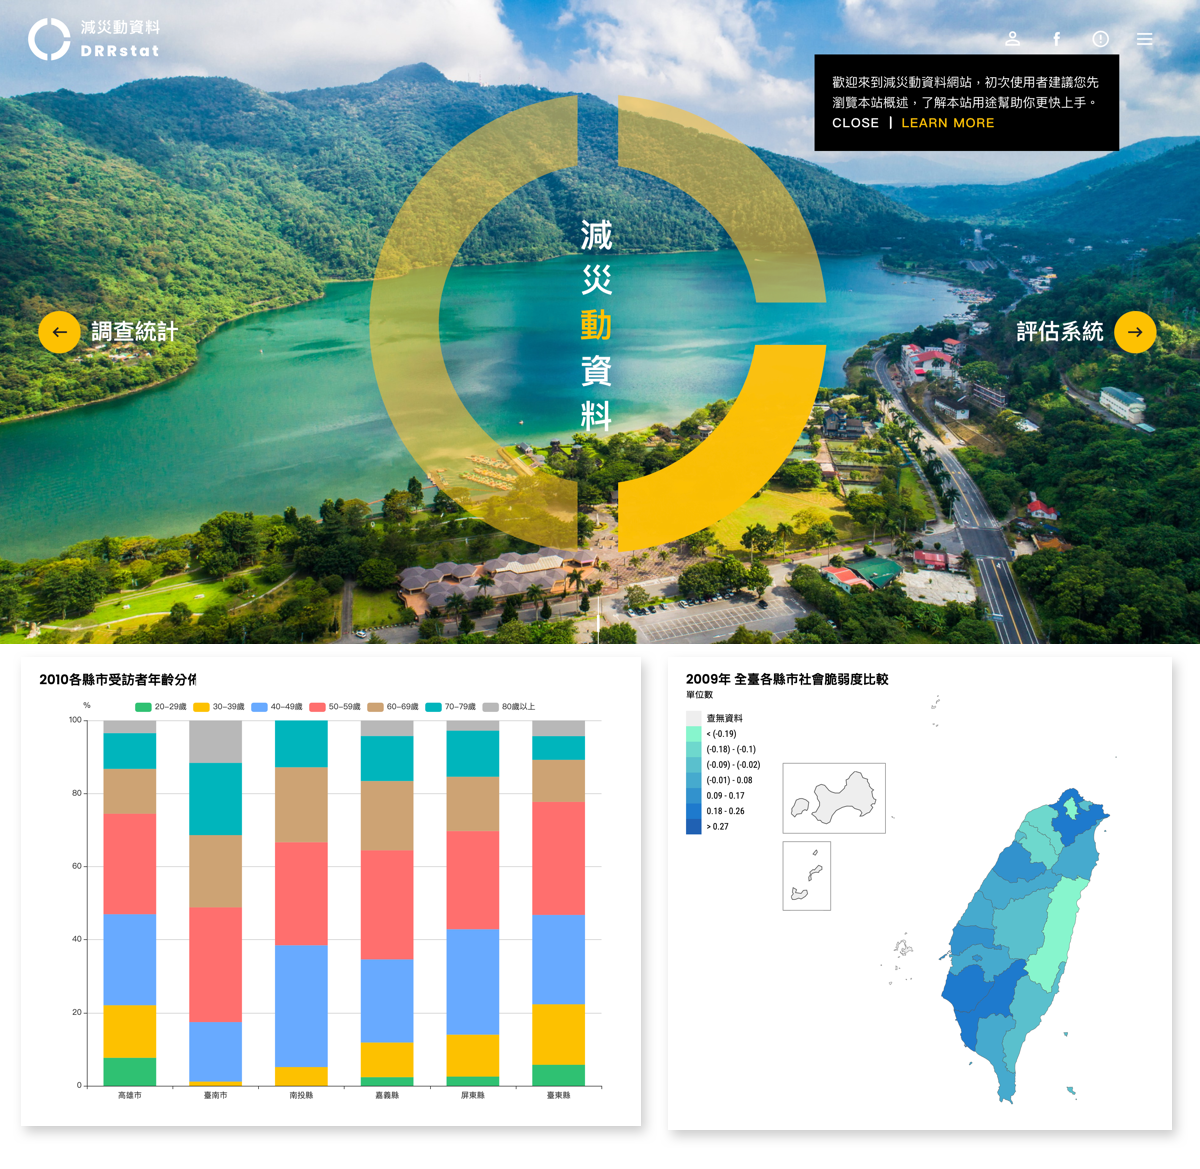 減災動資料
DRRstat
歡迎來到減災動資料網站，初次使用者建議您先
瀏覽本站概述，了解本站用途幫助你更快上手。
CLOSE | LEARN MORE
減災動資料
調查統計
評估系統
2010各縣市受訪者年齡分佈
% 20-29歲 30-39歲 40-49歲 50-59歲 60-69歲 70-79歲 80歲以上
100
80
60
40
20
0
高雄市 臺南市 南投縣 嘉義縣 屏東縣 臺東縣
2009年 全臺各縣市社會脆弱度比較
單位數
查無資料
< (-0.19)
(-0.18) - (-0.1)
(-0.09) - (-0.02)
(-0.01) - 0.08
0.09 - 0.17
0.18 - 0.26
> 0.27